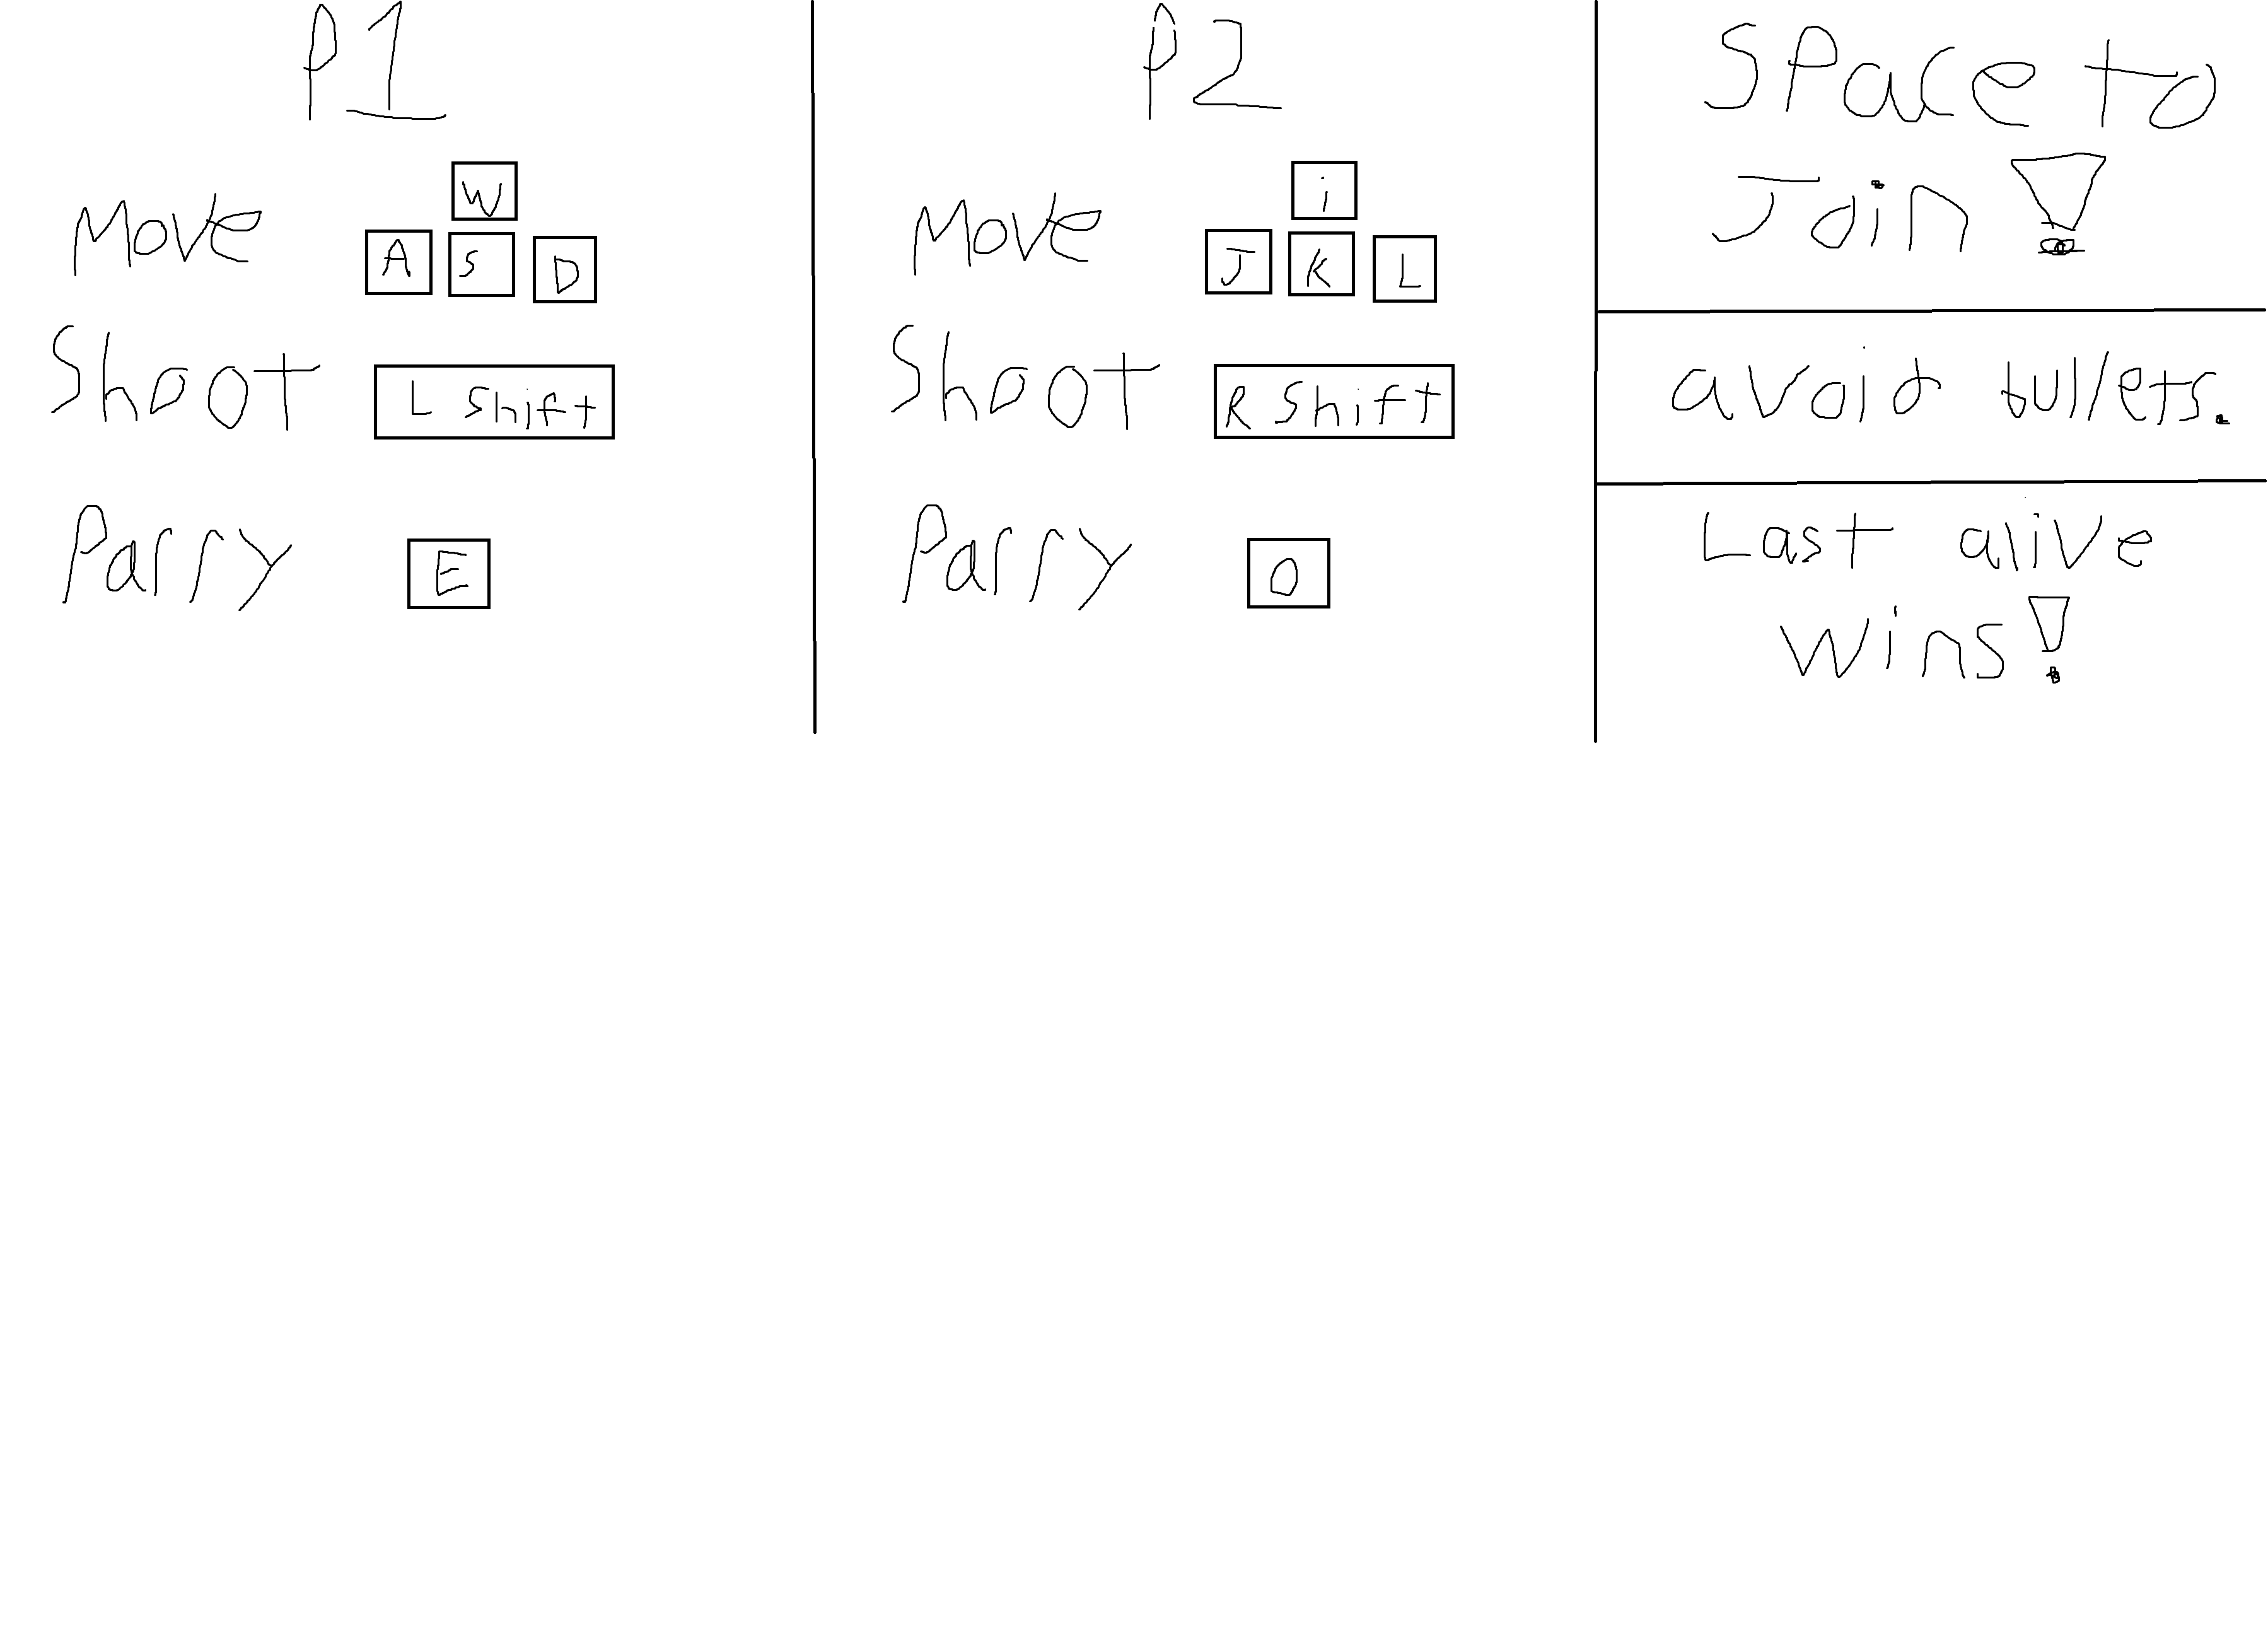 P1
W
Move A S D
Shoot L Shift
Parry E
P2
i
Move J K L
Shoot R Shift
Parry O
SPace to
Join!
avoid bullets.
Last alive
wins!